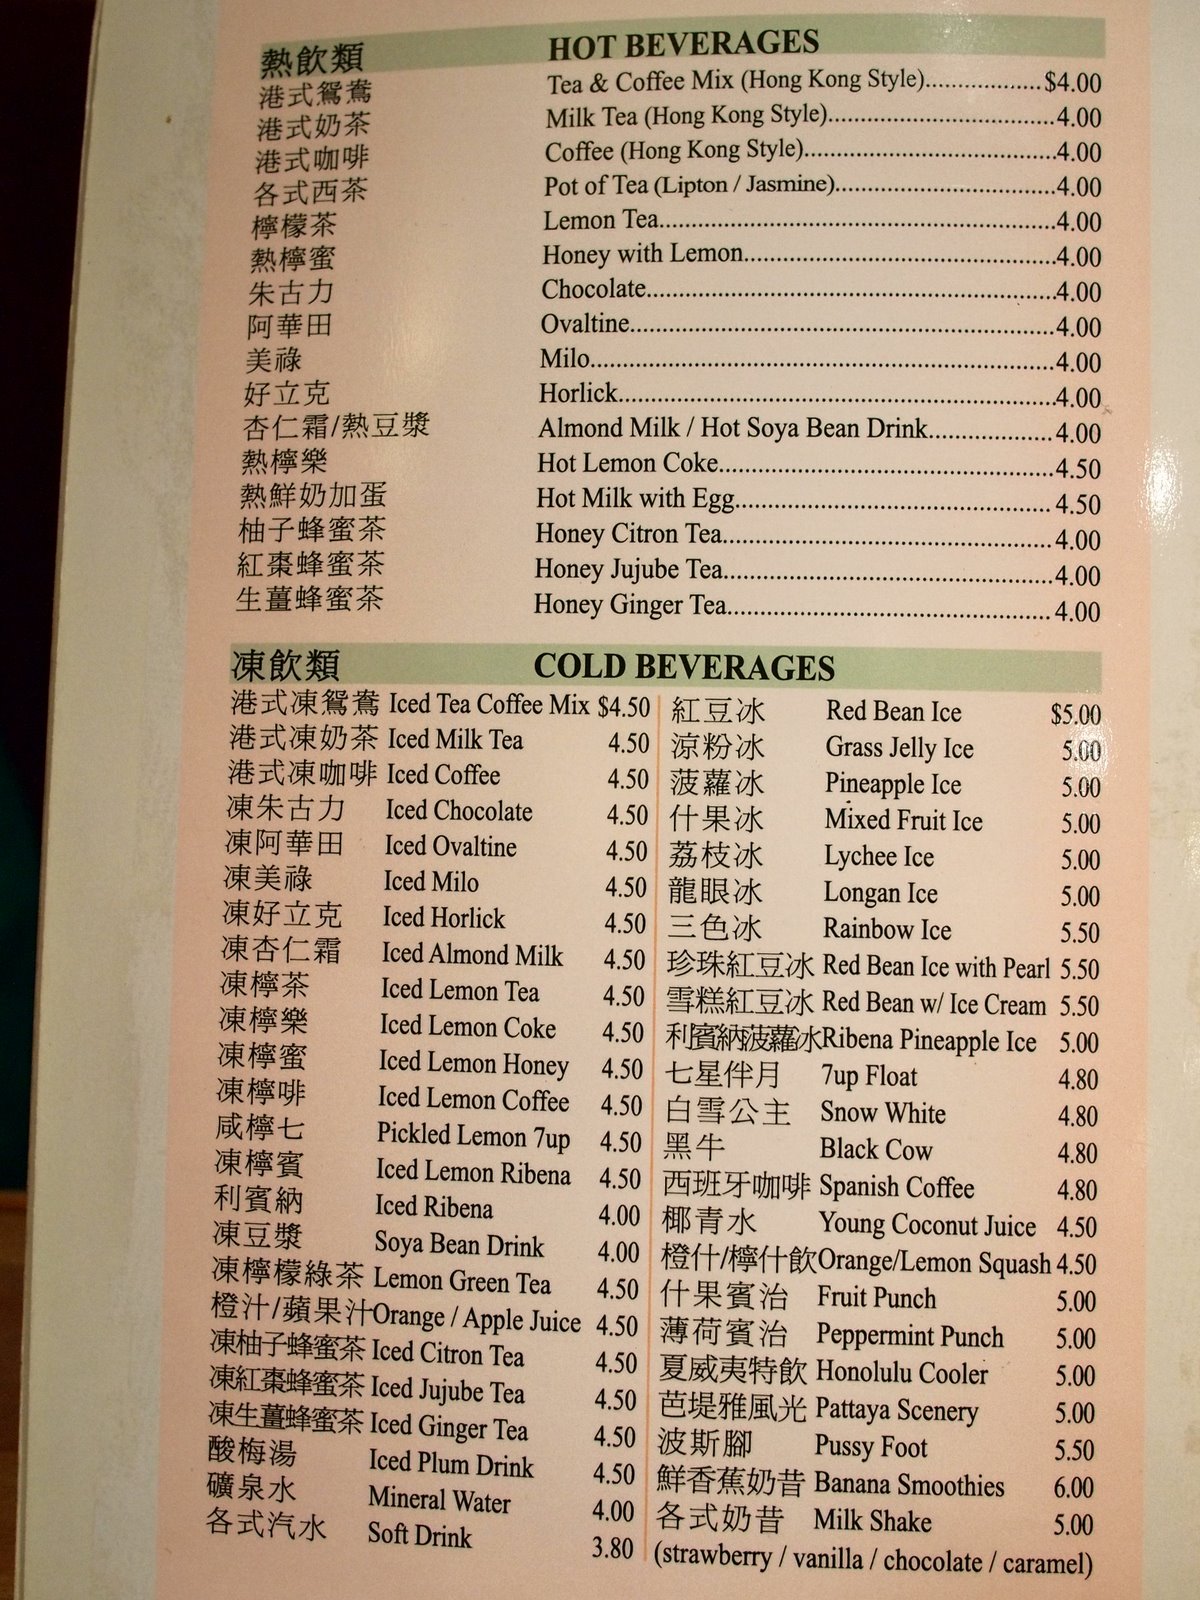 熱飲類 HOT BEVERAGES
港式鴛鴦 Tea & Coffee Mix (Hong Kong Style)..................$4.00
港式奶茶 Milk Tea (Hong Kong Style)....................................4.00
港式咖啡 Coffee (Hong Kong Style)........................................4.00
各式西茶 Pot of Tea (Lipton / Jasmine)...................................4.00
檸檬茶 Lemon Tea...............................................................4.00
熱檸蜜 Honey with Lemon.................................................4.00
朱古力 Chocolate.................................................................4.00
阿華田 Ovaltine....................................................................4.00
美祿 Milo..........................................................................4.00
好立克 Horlick......................................................................4.00
杏仁霜/熱豆漿 Almond Milk / Hot Soya Bean Drink....................4.00
熱檸樂 Hot Lemon Coke.....................................................4.50
熱鮮奶加蛋 Hot Milk with Egg..................................................4.50
柚子蜂蜜茶 Honey Citron Tea....................................................4.00
紅棗蜂蜜茶 Honey Jujube Tea....................................................4.00
生薑蜂蜜茶 Honey Ginger Tea....................................................4.00
凍飲類 COLD BEVERAGES
港式凍鴛鴦 Iced Tea Coffee Mix $4.50
港式凍奶茶 Iced Milk Tea 4.50
港式凍咖啡 Iced Coffee 4.50
凍朱古力 Iced Chocolate 4.50
凍阿華田 Iced Ovaltine 4.50
凍美祿 Iced Milo 4.50
凍好立克 Iced Horlick 4.50
凍杏仁霜 Iced Almond Milk 4.50
凍檸茶 Iced Lemon Tea 4.50
凍檸樂 Iced Lemon Coke 4.50
凍檸蜜 Iced Lemon Honey 4.50
凍檸啡 Iced Lemon Coffee 4.50
咸檸七 Pickled Lemon 7up 4.50
凍檸賓 Iced Lemon Ribena 4.50
利賓納 Iced Ribena 4.00
凍豆漿 Soya Bean Drink 4.00
凍檸檬綠茶 Lemon Green Tea 4.50
橙汁/蘋果汁 Orange / Apple Juice 4.50
凍柚子蜂蜜茶 Iced Citron Tea 4.50
凍紅棗蜂蜜茶 Iced Jujube Tea 4.50
凍生薑蜂蜜茶 Iced Ginger Tea 4.50
酸梅湯 Iced Plum Drink 4.50
礦泉水 Mineral Water 4.00
各式汽水 Soft Drink 3.80
紅豆冰 Red Bean Ice $5.00
涼粉冰 Grass Jelly Ice 5.00
菠蘿冰 Pineapple Ice 5.00
什果冰 Mixed Fruit Ice 5.00
荔枝冰 Lychee Ice 5.00
龍眼冰 Longan Ice 5.00
三色冰 Rainbow Ice 5.50
珍珠紅豆冰 Red Bean Ice with Pearl 5.50
雪糕紅豆冰 Red Bean w/ Ice Cream 5.50
利賓納菠蘿冰 Ribena Pineapple Ice 5.00
七星伴月 7up Float 4.80
白雪公主 Snow White 4.80
黑牛 Black Cow 4.80
西班牙咖啡 Spanish Coffee 4.80
椰青水 Young Coconut Juice 4.50
橙什/檸什飲 Orange/Lemon Squash 4.50
什果賓治 Fruit Punch 5.00
薄荷賓治 Peppermint Punch 5.00
夏威夷特飲 Honolulu Cooler 5.00
芭堤雅風光 Pattaya Scenery 5.00
波斯腳 Pussy Foot 5.50
鮮香蕉奶昔 Banana Smoothies 6.00
各式奶昔 Milk Shake 5.00
(strawberry / vanilla / chocolate / caramel)